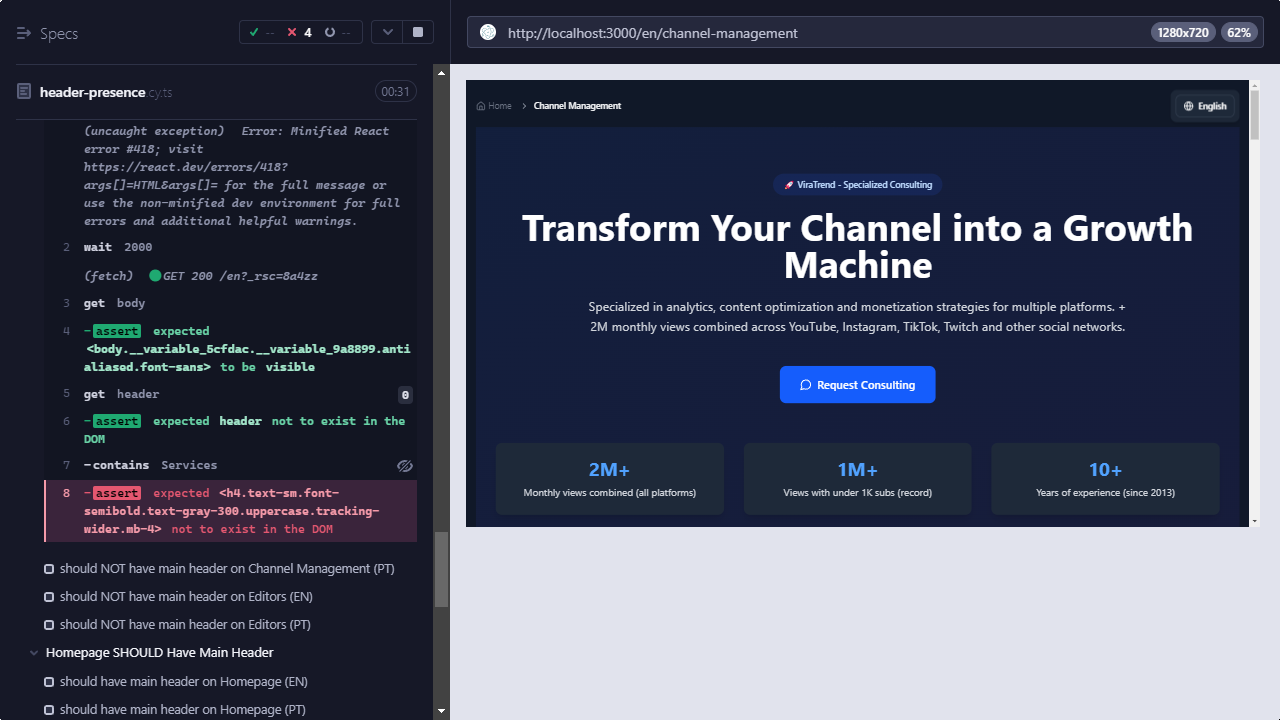 Specs
-- 4 --
header-presence.cy.ts
00:31
(uncaught exception) Error: Minified React
error #418; visit
https://react.dev/errors/418?
args[]=HTML&args[]= for the full message or
use the non-minified dev environment for full
errors and additional helpful warnings.
2 wait 2000
(fetch) GET 200 /en?_rsc=8a4zz
3 get body
4 -assert expected
<body.__variable_5cfdac.__variable_9a8899.anti
aliased.font-sans> to be visible
5 get header 0
6 -assert expected header not to exist in the
DOM
7 -contains Services
8 -assert expected <h4.text-sm.font-
semibold.text-gray-300.uppercase.tracking-
wider.mb-4> not to exist in the DOM
should NOT have main header on Channel Management (PT)
should NOT have main header on Editors (EN)
should NOT have main header on Editors (PT)
Homepage SHOULD Have Main Header
should have main header on Homepage (EN)
should have main header on Homepage (PT)
http://localhost:3000/en/channel-management
1280x720
62%
Home > Channel Management
English
🚀 ViraTrend - Specialized Consulting
Transform Your Channel into a Growth
Machine
Specialized in analytics, content optimization and monetization strategies for multiple platforms. +
2M monthly views combined across YouTube, Instagram, TikTok, Twitch and other social networks.
Request Consulting
2M+
Monthly views combined (all platforms)
1M+
Views with under 1K subs (record)
10+
Years of experience (since 2013)